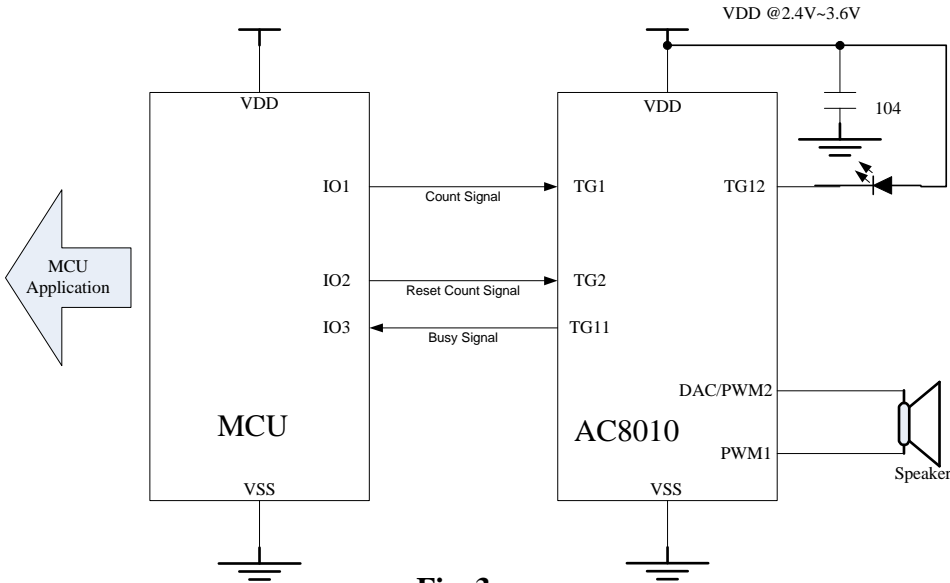 VDD @2.4V~3.6V
VDD
VDD
104
IO1
Count Signal
TG1
TG12
MCU
Application
IO2
Reset Count Signal
TG2
IO3
Busy Signal
TG11
DAC/PWM2
MCU
AC8010
PWM1
Speaker
VSS
VSS